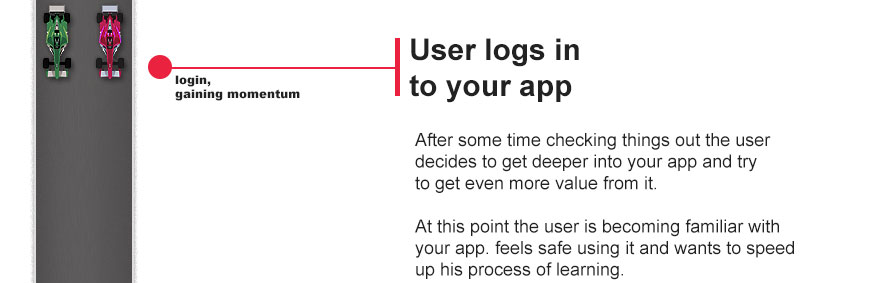 User logs in
to your app
login,
gaining momentum
After some time checking things out the user
decides to get deeper into your app and try
to get even more value from it.
At this point the user is becoming familiar with
your app. feels safe using it and wants to speed
up his process of learning.